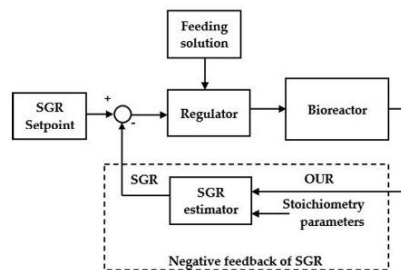 Feeding
solution
+
-
SGR
Setpoint
Regulator
Bioreactor
SGR
SGR
estimator
OUR
Stoichiometry
parameters
Negative feedback of SGR